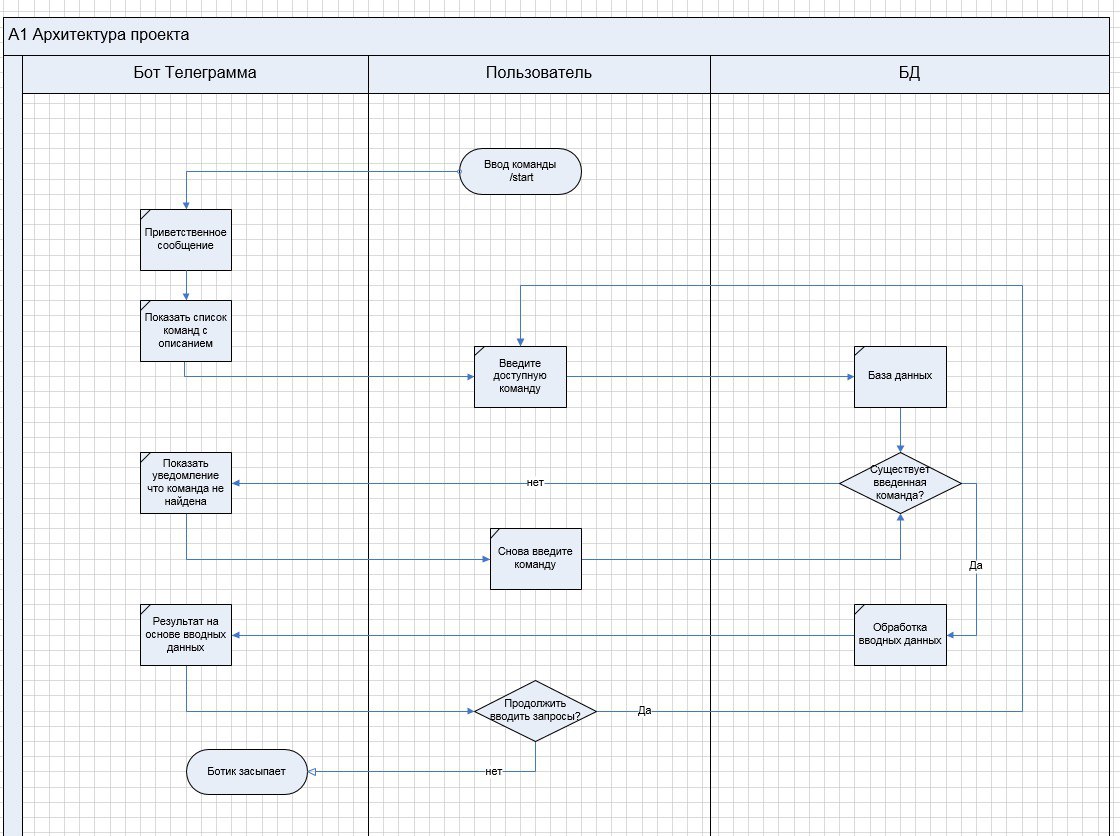 А1 Архитектура проекта
Бот Телеграмма
Пользователь
БД
Ввод команды
/start
Приветственное
сообщение
Показать список
команд с
описанием
Введите
доступную
команду
База данных
Показать
уведомление
что команда не
найдена
нет
Существует
введенная
команда?
Снова введите
команду
Да
Результат на
основе вводных
данных
Обработка
вводных данных
Продолжить
вводить запросы?
Да
Ботик засыпает
нет